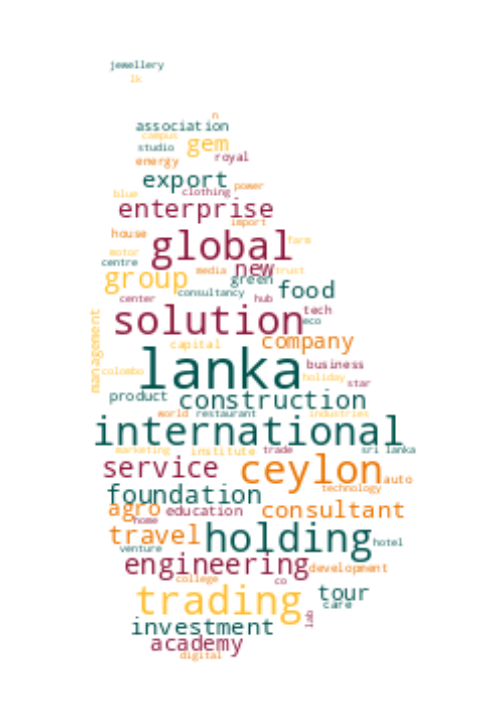 jewellery
lk
n
association
campus
studio
gem
energy
royal
export
power
blue
clothing
enterprise
import
house
global
farm
motor
centre
group
media
new
trust
green
consultancy
food
center
hub
solution
tech
eco
management
capital
company
lanka
business
colombo
holiday
star
product
construction
world
restaurant
industries
international
marketing
institute
trade
sri lanka
service
ceylon
auto
technology
foundation
agro
education
home
consultant
travel
holding
hotel
venture
engineering
development
college
co
trading
tour
care
lab
investment
academy
digital